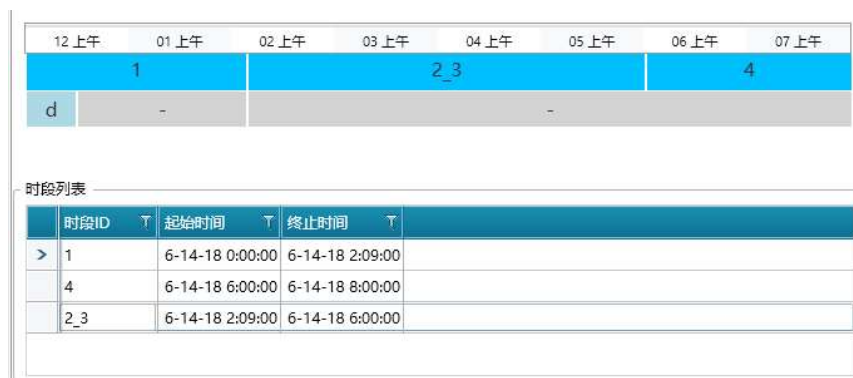 12 上午 01 上午 02 上午 03 上午 04 上午 05 上午 06 上午 07 上午
1 2_3 4
d - -
时段列表
时段ID 起始时间 终止时间
> 1 6-14-18 0:00:00 6-14-18 2:09:00
4 6-14-18 6:00:00 6-14-18 8:00:00
2_3 6-14-18 2:09:00 6-14-18 6:00:00